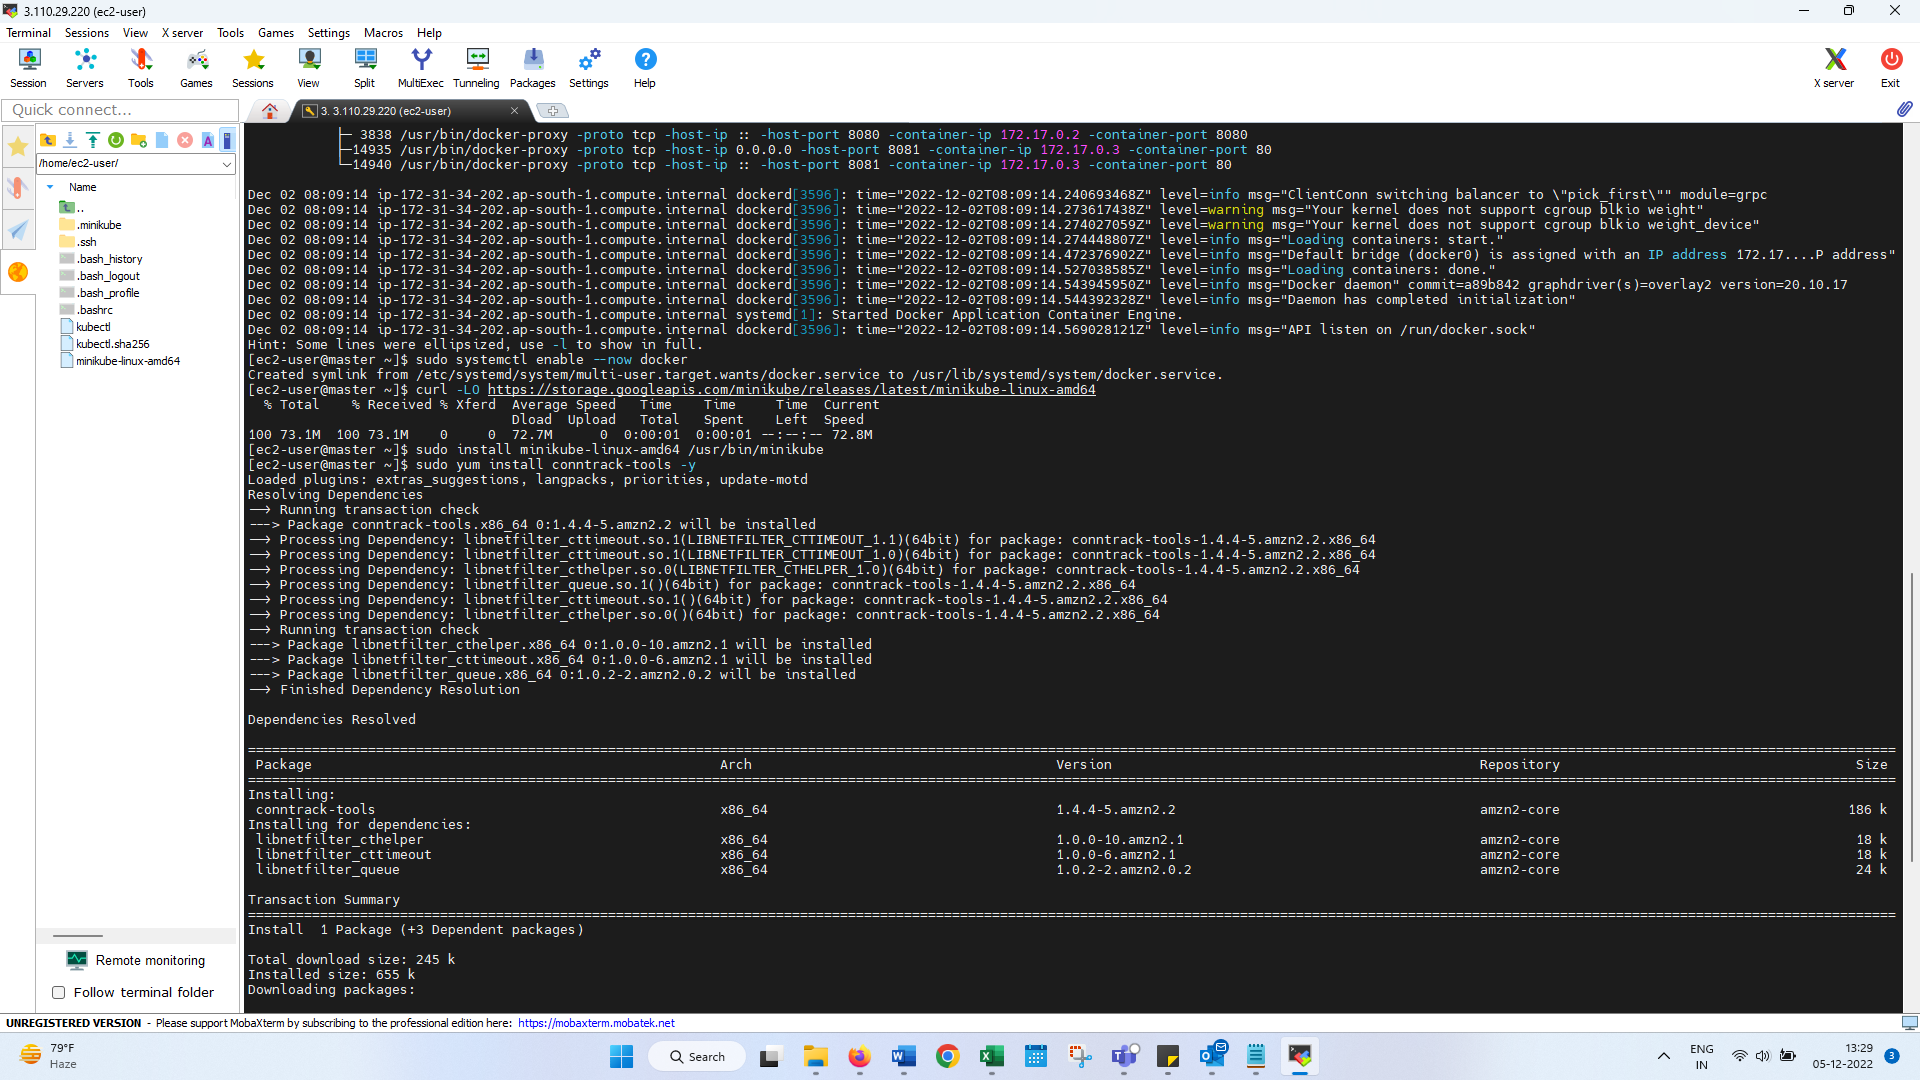 3.110.29.220 (ec2-user)
Terminal Sessions View X server Tools Games Settings Macros Help
Session Servers Tools Games Sessions View Split MultiExec Tunneling Packages Settings Help X server Exit
Quick connect...
3. 3.110.29.220 (ec2-user)
/home/ec2-user/
Name
..
.minikube
.ssh
.bash_history
.bash_logout
.bash_profile
.bashrc
kubectl
kubectl.sha256
minikube-linux-amd64
Remote monitoring
Follow terminal folder
├─ 3838 /usr/bin/docker-proxy -proto tcp -host-ip :: -host-port 8080 -container-ip 172.17.0.2 -container-port 8080
├─14935 /usr/bin/docker-proxy -proto tcp -host-ip 0.0.0.0 -host-port 8081 -container-ip 172.17.0.3 -container-port 80
└─14940 /usr/bin/docker-proxy -proto tcp -host-ip :: -host-port 8081 -container-ip 172.17.0.3 -container-port 80
Dec 02 08:09:14 ip-172-31-34-202.ap-south-1.compute.internal dockerd[3596]: time="2022-12-02T08:09:14.240693468Z" level=info msg="ClientConn switching balancer to \"pick_first\"" module=grpc
Dec 02 08:09:14 ip-172-31-34-202.ap-south-1.compute.internal dockerd[3596]: time="2022-12-02T08:09:14.273617438Z" level=warning msg="Your kernel does not support cgroup blkio weight"
Dec 02 08:09:14 ip-172-31-34-202.ap-south-1.compute.internal dockerd[3596]: time="2022-12-02T08:09:14.274027059Z" level=warning msg="Your kernel does not support cgroup blkio weight_device"
Dec 02 08:09:14 ip-172-31-34-202.ap-south-1.compute.internal dockerd[3596]: time="2022-12-02T08:09:14.274448807Z" level=info msg="Loading containers: start."
Dec 02 08:09:14 ip-172-31-34-202.ap-south-1.compute.internal dockerd[3596]: time="2022-12-02T08:09:14.472376902Z" level=info msg="Default bridge (docker0) is assigned with an IP address 172.17....P address"
Dec 02 08:09:14 ip-172-31-34-202.ap-south-1.compute.internal dockerd[3596]: time="2022-12-02T08:09:14.527038585Z" level=info msg="Loading containers: done."
Dec 02 08:09:14 ip-172-31-34-202.ap-south-1.compute.internal dockerd[3596]: time="2022-12-02T08:09:14.543945950Z" level=info msg="Docker daemon" commit=a89b842 graphdriver(s)=overlay2 version=20.10.17
Dec 02 08:09:14 ip-172-31-34-202.ap-south-1.compute.internal dockerd[3596]: time="2022-12-02T08:09:14.544392328Z" level=info msg="Daemon has completed initialization"
Dec 02 08:09:14 ip-172-31-34-202.ap-south-1.compute.internal systemd[1]: Started Docker Application Container Engine.
Dec 02 08:09:14 ip-172-31-34-202.ap-south-1.compute.internal dockerd[3596]: time="2022-12-02T08:09:14.569028121Z" level=info msg="API listen on /run/docker.sock"
Hint: Some lines were ellipsized, use -l to show in full.
[ec2-user@master ~]$ sudo systemctl enable --now docker
Created symlink from /etc/systemd/system/multi-user.target.wants/docker.service to /usr/lib/systemd/system/docker.service.
[ec2-user@master ~]$ curl -LO https://storage.googleapis.com/minikube/releases/latest/minikube-linux-amd64
% Total % Received % Xferd Average Speed Time Time Time Current
Dload Upload Total Spent Left Speed
100 73.1M 100 73.1M 0 0 72.7M 0 0:00:01 0:00:01 --:--:-- 72.8M
[ec2-user@master ~]$ sudo install minikube-linux-amd64 /usr/bin/minikube
[ec2-user@master ~]$ sudo yum install conntrack-tools -y
Loaded plugins: extras_suggestions, langpacks, priorities, update-motd
Resolving Dependencies
--> Running transaction check
---> Package conntrack-tools.x86_64 0:1.4.4-5.amzn2.2 will be installed
--> Processing Dependency: libnetfilter_cttimeout.so.1(LIBNETFILTER_CTTIMEOUT_1.1)(64bit) for package: conntrack-tools-1.4.4-5.amzn2.2.x86_64
--> Processing Dependency: libnetfilter_cttimeout.so.1(LIBNETFILTER_CTTIMEOUT_1.0)(64bit) for package: conntrack-tools-1.4.4-5.amzn2.2.x86_64
--> Processing Dependency: libnetfilter_cthelper.so.0(LIBNETFILTER_CTHELPER_1.0)(64bit) for package: conntrack-tools-1.4.4-5.amzn2.2.x86_64
--> Processing Dependency: libnetfilter_queue.so.1()(64bit) for package: conntrack-tools-1.4.4-5.amzn2.2.x86_64
--> Processing Dependency: libnetfilter_cttimeout.so.1()(64bit) for package: conntrack-tools-1.4.4-5.amzn2.2.x86_64
--> Processing Dependency: libnetfilter_cthelper.so.0()(64bit) for package: conntrack-tools-1.4.4-5.amzn2.2.x86_64
--> Running transaction check
---> Package libnetfilter_cthelper.x86_64 0:1.0.0-10.amzn2.1 will be installed
---> Package libnetfilter_cttimeout.x86_64 0:1.0.0-6.amzn2.1 will be installed
---> Package libnetfilter_queue.x86_64 0:1.0.2-2.amzn2.0.2 will be installed
--> Finished Dependency Resolution
Dependencies Resolved
Package Arch Version Repository Size
Installing:
conntrack-tools x86_64 1.4.4-5.amzn2.2 amzn2-core 186 k
Installing for dependencies:
libnetfilter_cthelper x86_64 1.0.0-10.amzn2.1 amzn2-core 18 k
libnetfilter_cttimeout x86_64 1.0.0-6.amzn2.1 amzn2-core 18 k
libnetfilter_queue x86_64 1.0.2-2.amzn2.0.2 amzn2-core 24 k
Transaction Summary
Install 1 Package (+3 Dependent packages)
Total download size: 245 k
Installed size: 655 k
Downloading packages:
UNREGISTERED VERSION - Please support MobaXterm by subscribing to the professional edition here: https://mobaxterm.mobatek.net
79°F
Haze
Search
ENG
IN
13:29
05-12-2022
3